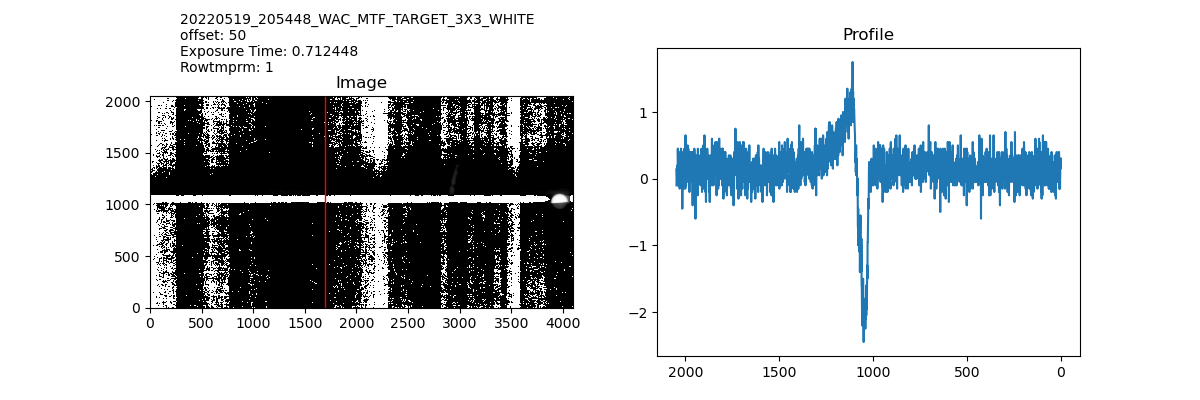 20220519_205448_WAC_MTF_TARGET_3X3_WHITE
offset: 50
Exposure Time: 0.712448
Rowtmprm: 1
Image
2000
1500
1000
500
0
0 500 1000 1500 2000 2500 3000 3500 4000
Profile
1
0
−1
−2
2000 1500 1000 500 0